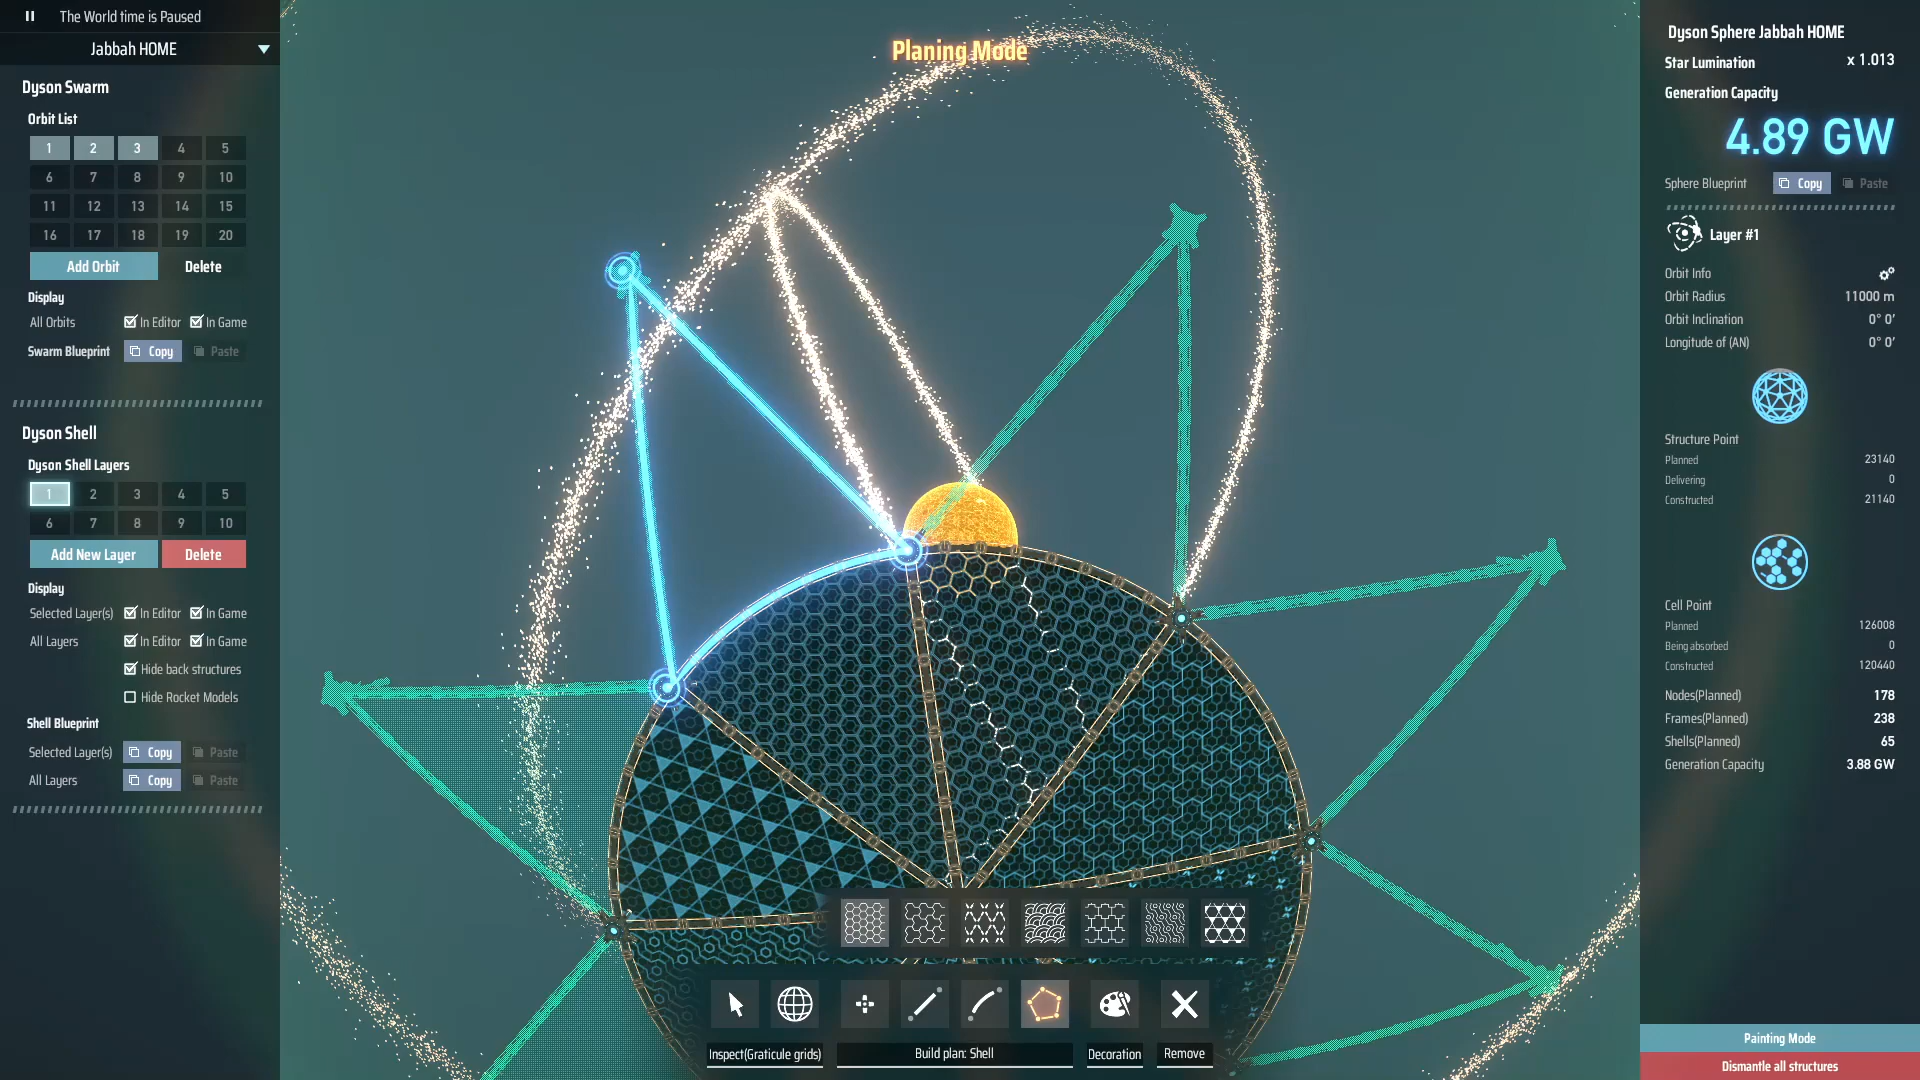 The World time is Paused
Jabbah HOME
Dyson Swarm
Orbit List
1 2 3 4 5
6 7 8 9 10
11 12 13 14 15
16 17 18 19 20
Add Orbit Delete
Display
All Orbits In Editor In Game
Swarm Blueprint Copy Paste
Dyson Shell
Dyson Shell Layers
1 2 3 4 5
6 7 8 9 10
Add New Layer Delete
Display
Selected Layer(s) In Editor In Game
All Layers In Editor In Game
Hide back structures
Hide Rocket Models
Shell Blueprint
Selected Layer(s) Copy Paste
All Layers Copy Paste
Planing Mode
Inspect(Graticule grids) Build plan: Shell Decoration Remove
Dyson Sphere Jabbah HOME
Star Lumination x 1.013
Generation Capacity
4.89 GW
Sphere Blueprint Copy Paste
Layer #1
Orbit Info
Orbit Radius 11000 m
Orbit Inclination 0° 0'
Longitude of (AN) 0° 0'
Structure Point
Planned 23140
Delivering 0
Constructed 21140
Cell Point
Planned 126008
Being absorbed 0
Constructed 120440
Nodes(Planned) 178
Frames(Planned) 238
Shells(Planned) 65
Generation Capacity 3.88 GW
Painting Mode
Dismantle all structures